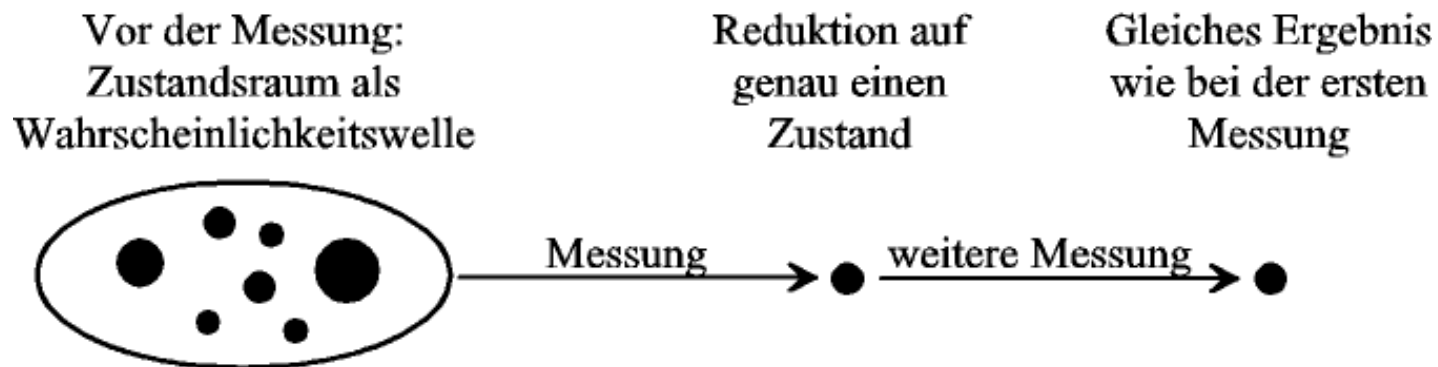 Vor der Messung:
Zustandsraum als
Wahrscheinlichkeitswelle
Reduktion auf
genau einen
Zustand
Gleiches Ergebnis
wie bei der ersten
Messung
Messung
weitere Messung